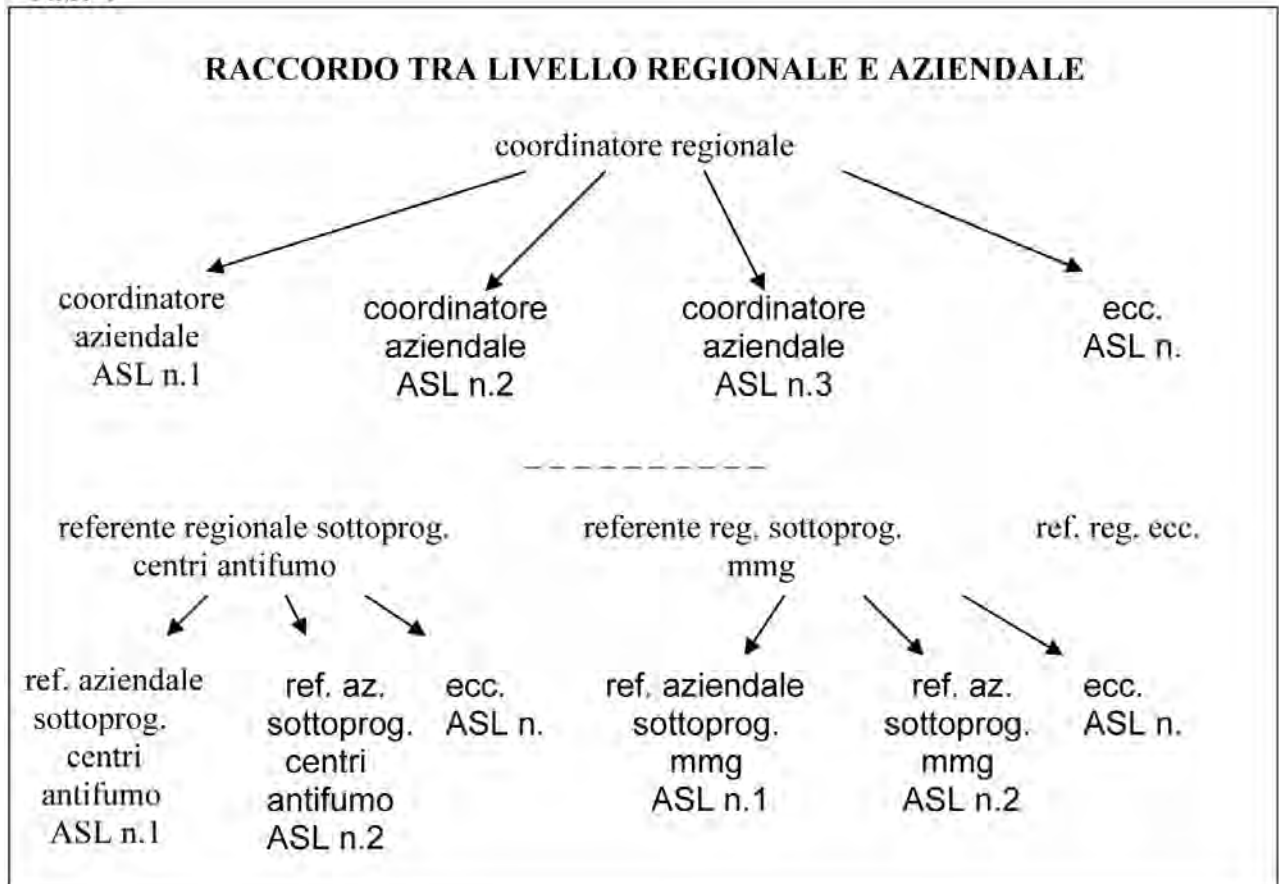 RACCORDO TRA LIVELLO REGIONALE E AZIENDALE
coordinatore regionale
coordinatore
aziendale
ASL n.1
coordinatore
aziendale
ASL n.2
coordinatore
aziendale
ASL n.3
ecc.
ASL n.
referente regionale sottoprog.
centri antifumo
referente reg. sottoprog.
mmg
ref. reg. ecc.
ref. aziendale
sottoprog.
centri
antifumo
ASL n.1
ref. az.
sottoprog.
centri
antifumo
ASL n.2
ecc.
ASL n.
ref. aziendale
sottoprog.
mmg
ASL n.1
ref. az.
sottoprog.
mmg
ASL n.2
ecc.
ASL n.